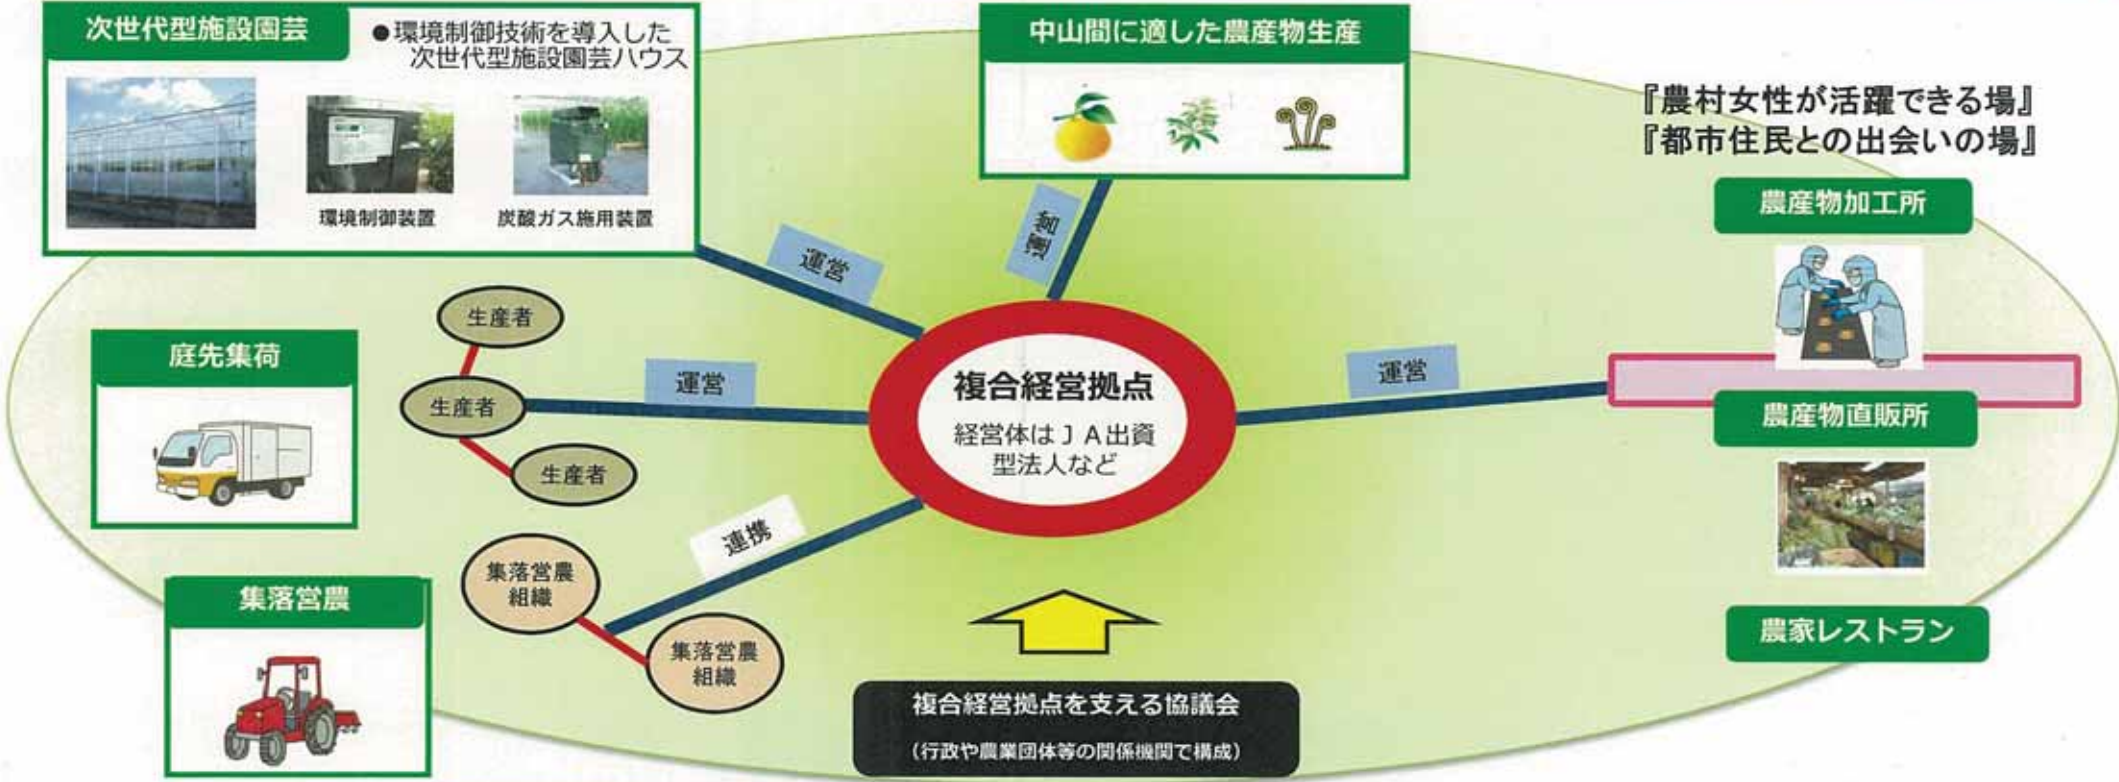 次世代型施設園芸
●環境制御技術を導入した
次世代型施設園芸ハウス
環境制御装置
炭酸ガス施用装置
中山間に適した農産物生産
『農村女性が活躍できる場』
『都市住民との出会いの場』
農産物加工所
運営
運営
生産者
庭先集荷
生産者
運営
生産者
複合経営拠点
経営体はJA出資
型法人など
運営
農産物直販所
連携
集落営農
組織
集落営農
集落営農
組織
農家レストラン
複合経営拠点を支える協議会
(行政や農業団体等の関係機関で構成)